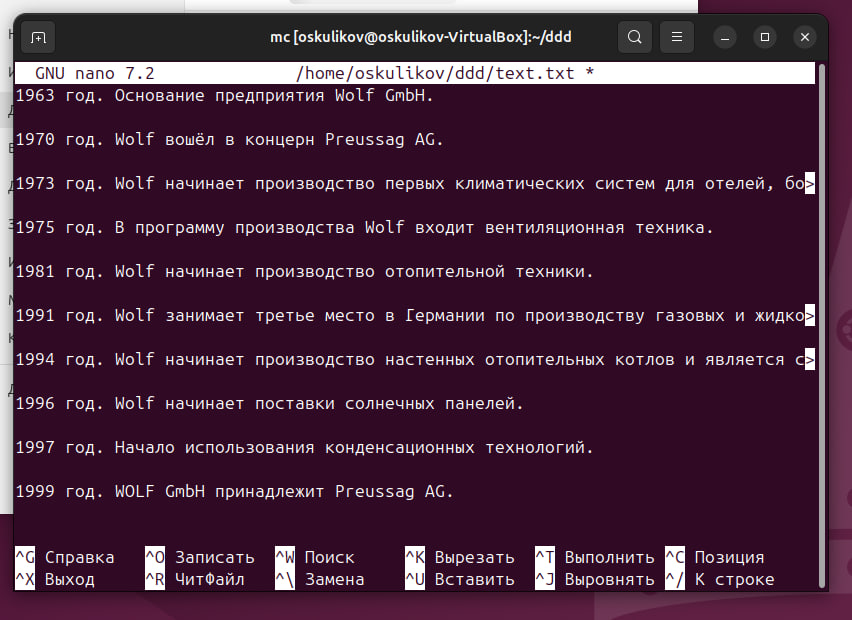 mc [oskulikov@oskulikov-VirtualBox]:~/ddd
GNU nano 7.2 /home/oskulikov/ddd/text.txt *
1963 год. Основание предприятия Wolf GmbH.
1970 год. Wolf вошёл в концерн Preussag AG.
1973 год. Wolf начинает производство первых климатических систем для отелей, бо>
1975 год. В программу производства Wolf входит вентиляционная техника.
1981 год. Wolf начинает производство отопительной техники.
1991 год. Wolf занимает третье место в Германии по производству газовых и жидко>
1994 год. Wolf начинает производство настенных отопительных котлов и является с>
1996 год. Wolf начинает поставки солнечных панелей.
1997 год. Начало использования конденсационных технологий.
1999 год. WOLF GmbH принадлежит Preussag AG.
^G Справка ^O Записать ^W Поиск ^K Вырезать ^T Выполнить ^C Позиция
^X Выход ^R ЧитФайл ^\ Замена ^U Вставить ^J Выровнять ^/ К строке